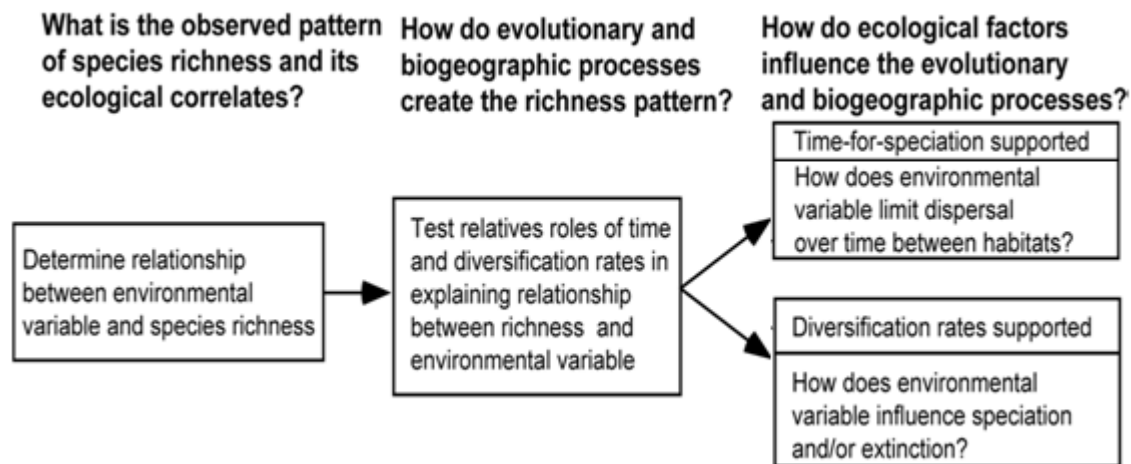 What is the observed pattern
of species richness and its
ecological correlates?
How do evolutionary and
biogeographic processes
create the richness pattern?
How do ecological factors
influence the evolutionary
and biogeographic processes?
Determine relationship
between environmental
variable and species richness
Test relatives roles of time
and diversification rates in
explaining relationship
between richness and
environmental variable
Time-for-speciation supported
How does environmental
variable limit dispersal
over time between habitats?
Diversification rates supported
How does environmental
variable influence speciation
and/or extinction?